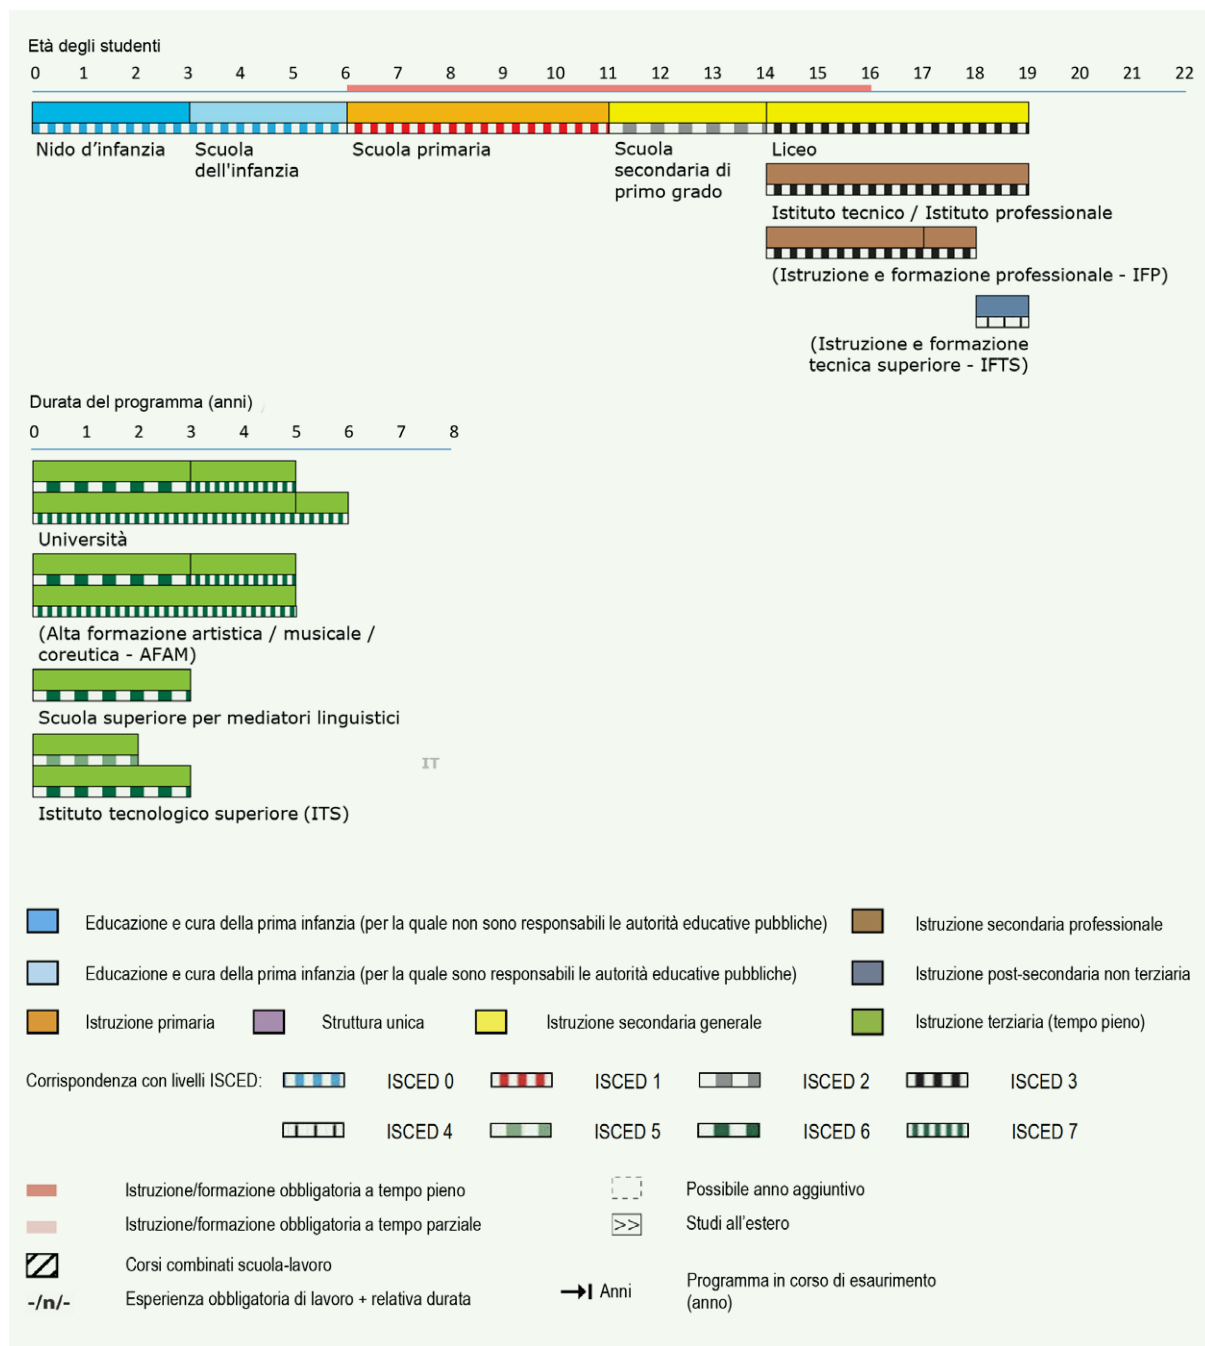 Età degli studenti
0 1 2 3 4 5 6 7 8 9 10 11 12 13 14 15 16 17 18 19 20 21 22
Nido d’infanzia
Scuola
dell'infanzia
Scuola primaria
Scuola
secondaria di
primo grado
Liceo
Istituto tecnico / Istituto professionale
(Istruzione e formazione professionale - IFP)
(Istruzione e formazione
tecnica superiore - IFTS)
Durata del programma (anni)
0 1 2 3 4 5 6 7 8
Università
(Alta formazione artistica / musicale /
coreutica - AFAM)
Scuola superiore per mediatori linguistici
IT
Istituto tecnologico superiore (ITS)
Educazione e cura della prima infanzia (per la quale non sono responsabili le autorità educative pubbliche)
Istruzione secondaria professionale
Educazione e cura della prima infanzia (per la quale sono responsabili le autorità educative pubbliche)
Istruzione post-secondaria non terziaria
Istruzione primaria
Struttura unica
Istruzione secondaria generale
Istruzione terziaria (tempo pieno)
Corrispondenza con livelli ISCED:
ISCED 0
ISCED 1
ISCED 2
ISCED 3
ISCED 4
ISCED 5
ISCED 6
ISCED 7
Istruzione/formazione obbligatoria a tempo pieno
Possibile anno aggiuntivo
Istruzione/formazione obbligatoria a tempo parziale
>> Studi all’estero
Corsi combinati scuola-lavoro
-/n/- Esperienza obbligatoria di lavoro + relativa durata
Anni
Programma in corso di esaurimento
(anno)